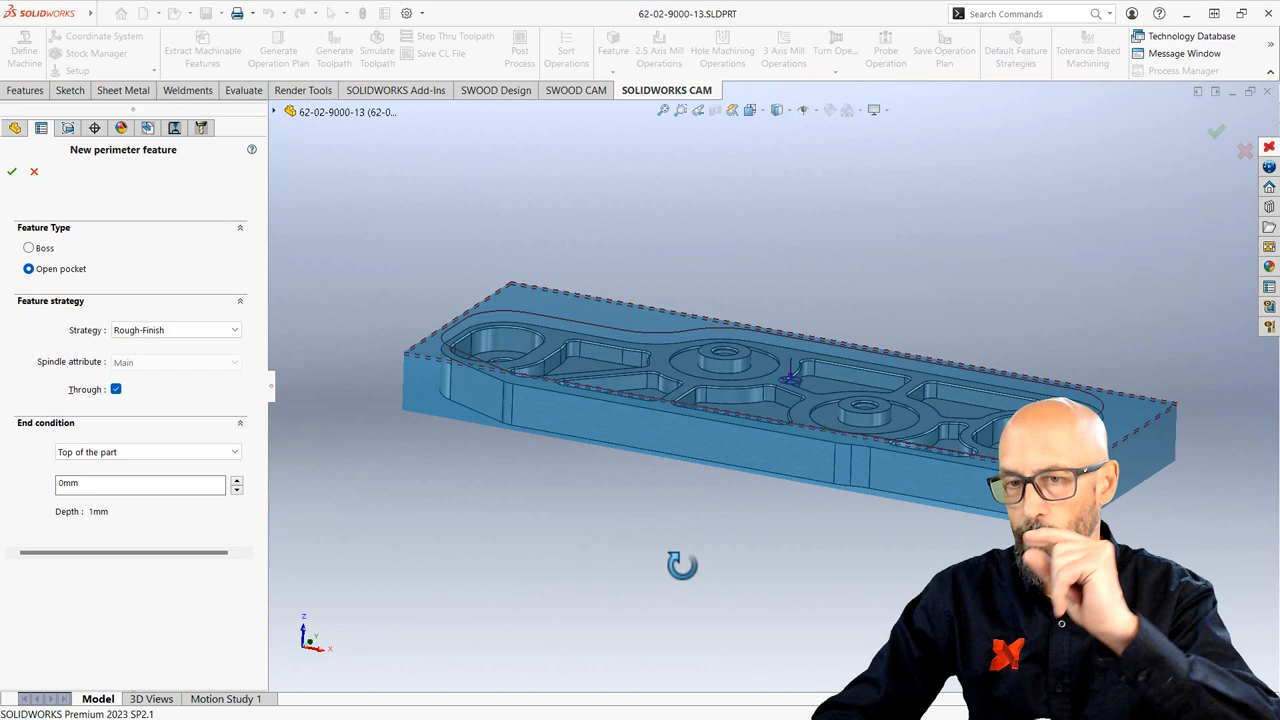 SOLIDWORKS
62-02-9000-13.SLDPRT
Search Commands
Define Machine
Coordinate System
Stock Manager
Setup
Extract Machinable Features
Generate Operation Plan
Generate Toolpath
Simulate Toolpath
Step Thru Toolpath
Save CL File
Post Process
Sort Operations
Feature
2.5 Axis Mill Operations
Hole Machining Operations
3 Axis Mill Operations
Turn Ope...
Probe Operation
Save Operation Plan
Default Feature Strategies
Tolerance Based Machining
Technology Database
Message Window
Process Manager
Features
Sketch
Sheet Metal
Weldments
Evaluate
Render Tools
SOLIDWORKS Add-Ins
SWOOD Design
SWOOD CAM
SOLIDWORKS CAM
62-02-9000-13 (62-0...
New perimeter feature
Feature Type
Boss
Open pocket
Feature strategy
Strategy : Rough-Finish
Spindle attribute : Main
Through :
End condition
Top of the part
0mm
Depth : 1mm
Z
Y
X
Model
3D Views
Motion Study 1
SOLIDWORKS Premium 2023 SP2.1